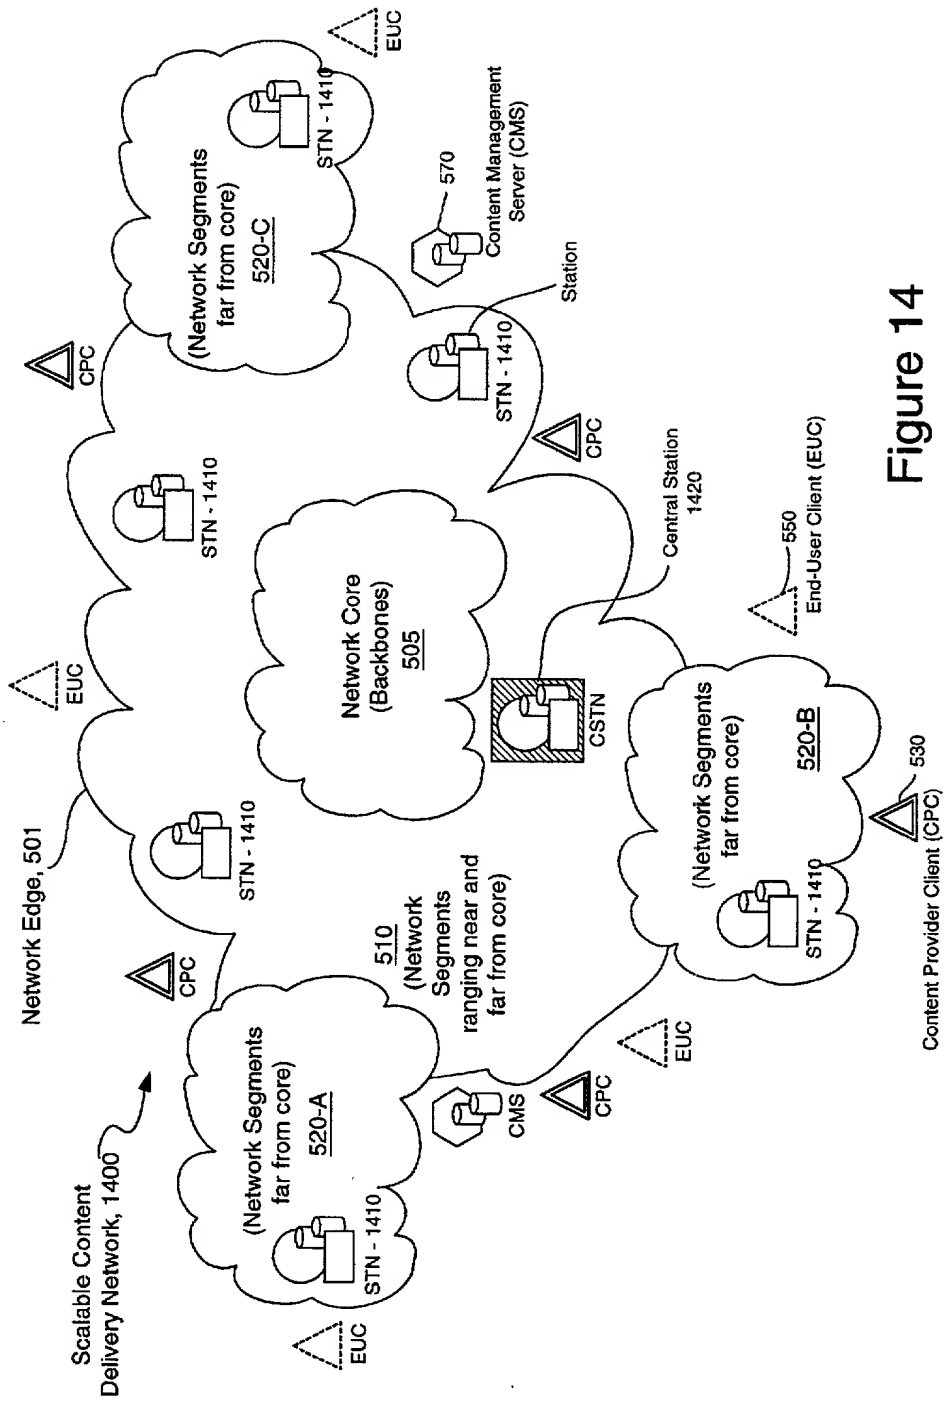 Scalable Content
Delivery Network, 1400
Network Edge, 501
EUC
CPC
EUC
CPC
EUC
(Network Segments
far from core)
520-A
STN - 1410
STN - 1410
STN - 1410
(Network Segments
far from core)
520-C
STN - 1410
510
(Network
Segments
ranging near and
far from core)
Network Core
(Backbones)
505
CSTN
Central Station
1420
STN - 1410
Station
570
Content Management
Server (CMS)
CMS
CPC
CPC
EUC
(Network Segments
far from core)
520-B
STN - 1410
550
End-User Client (EUC)
530
Content Provider Client (CPC)
Figure 14